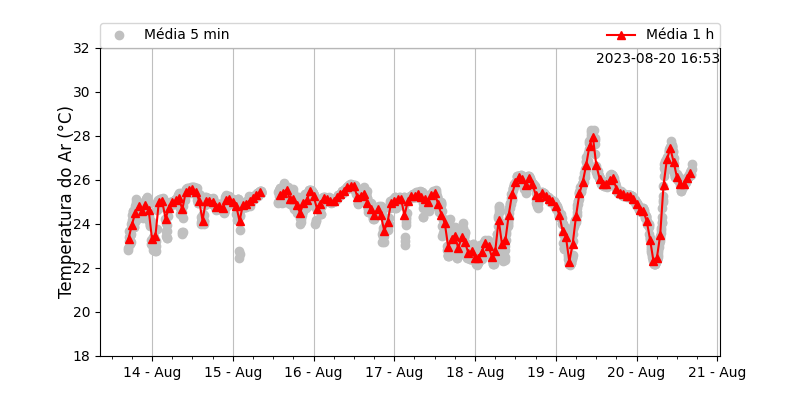 Média 5 min
Média 1 h
2023-08-20 16:53
Temperatura do Ar (°C)
32
30
28
26
24
22
20
18
14 - Aug
15 - Aug
16 - Aug
17 - Aug
18 - Aug
19 - Aug
20 - Aug
21 - Aug